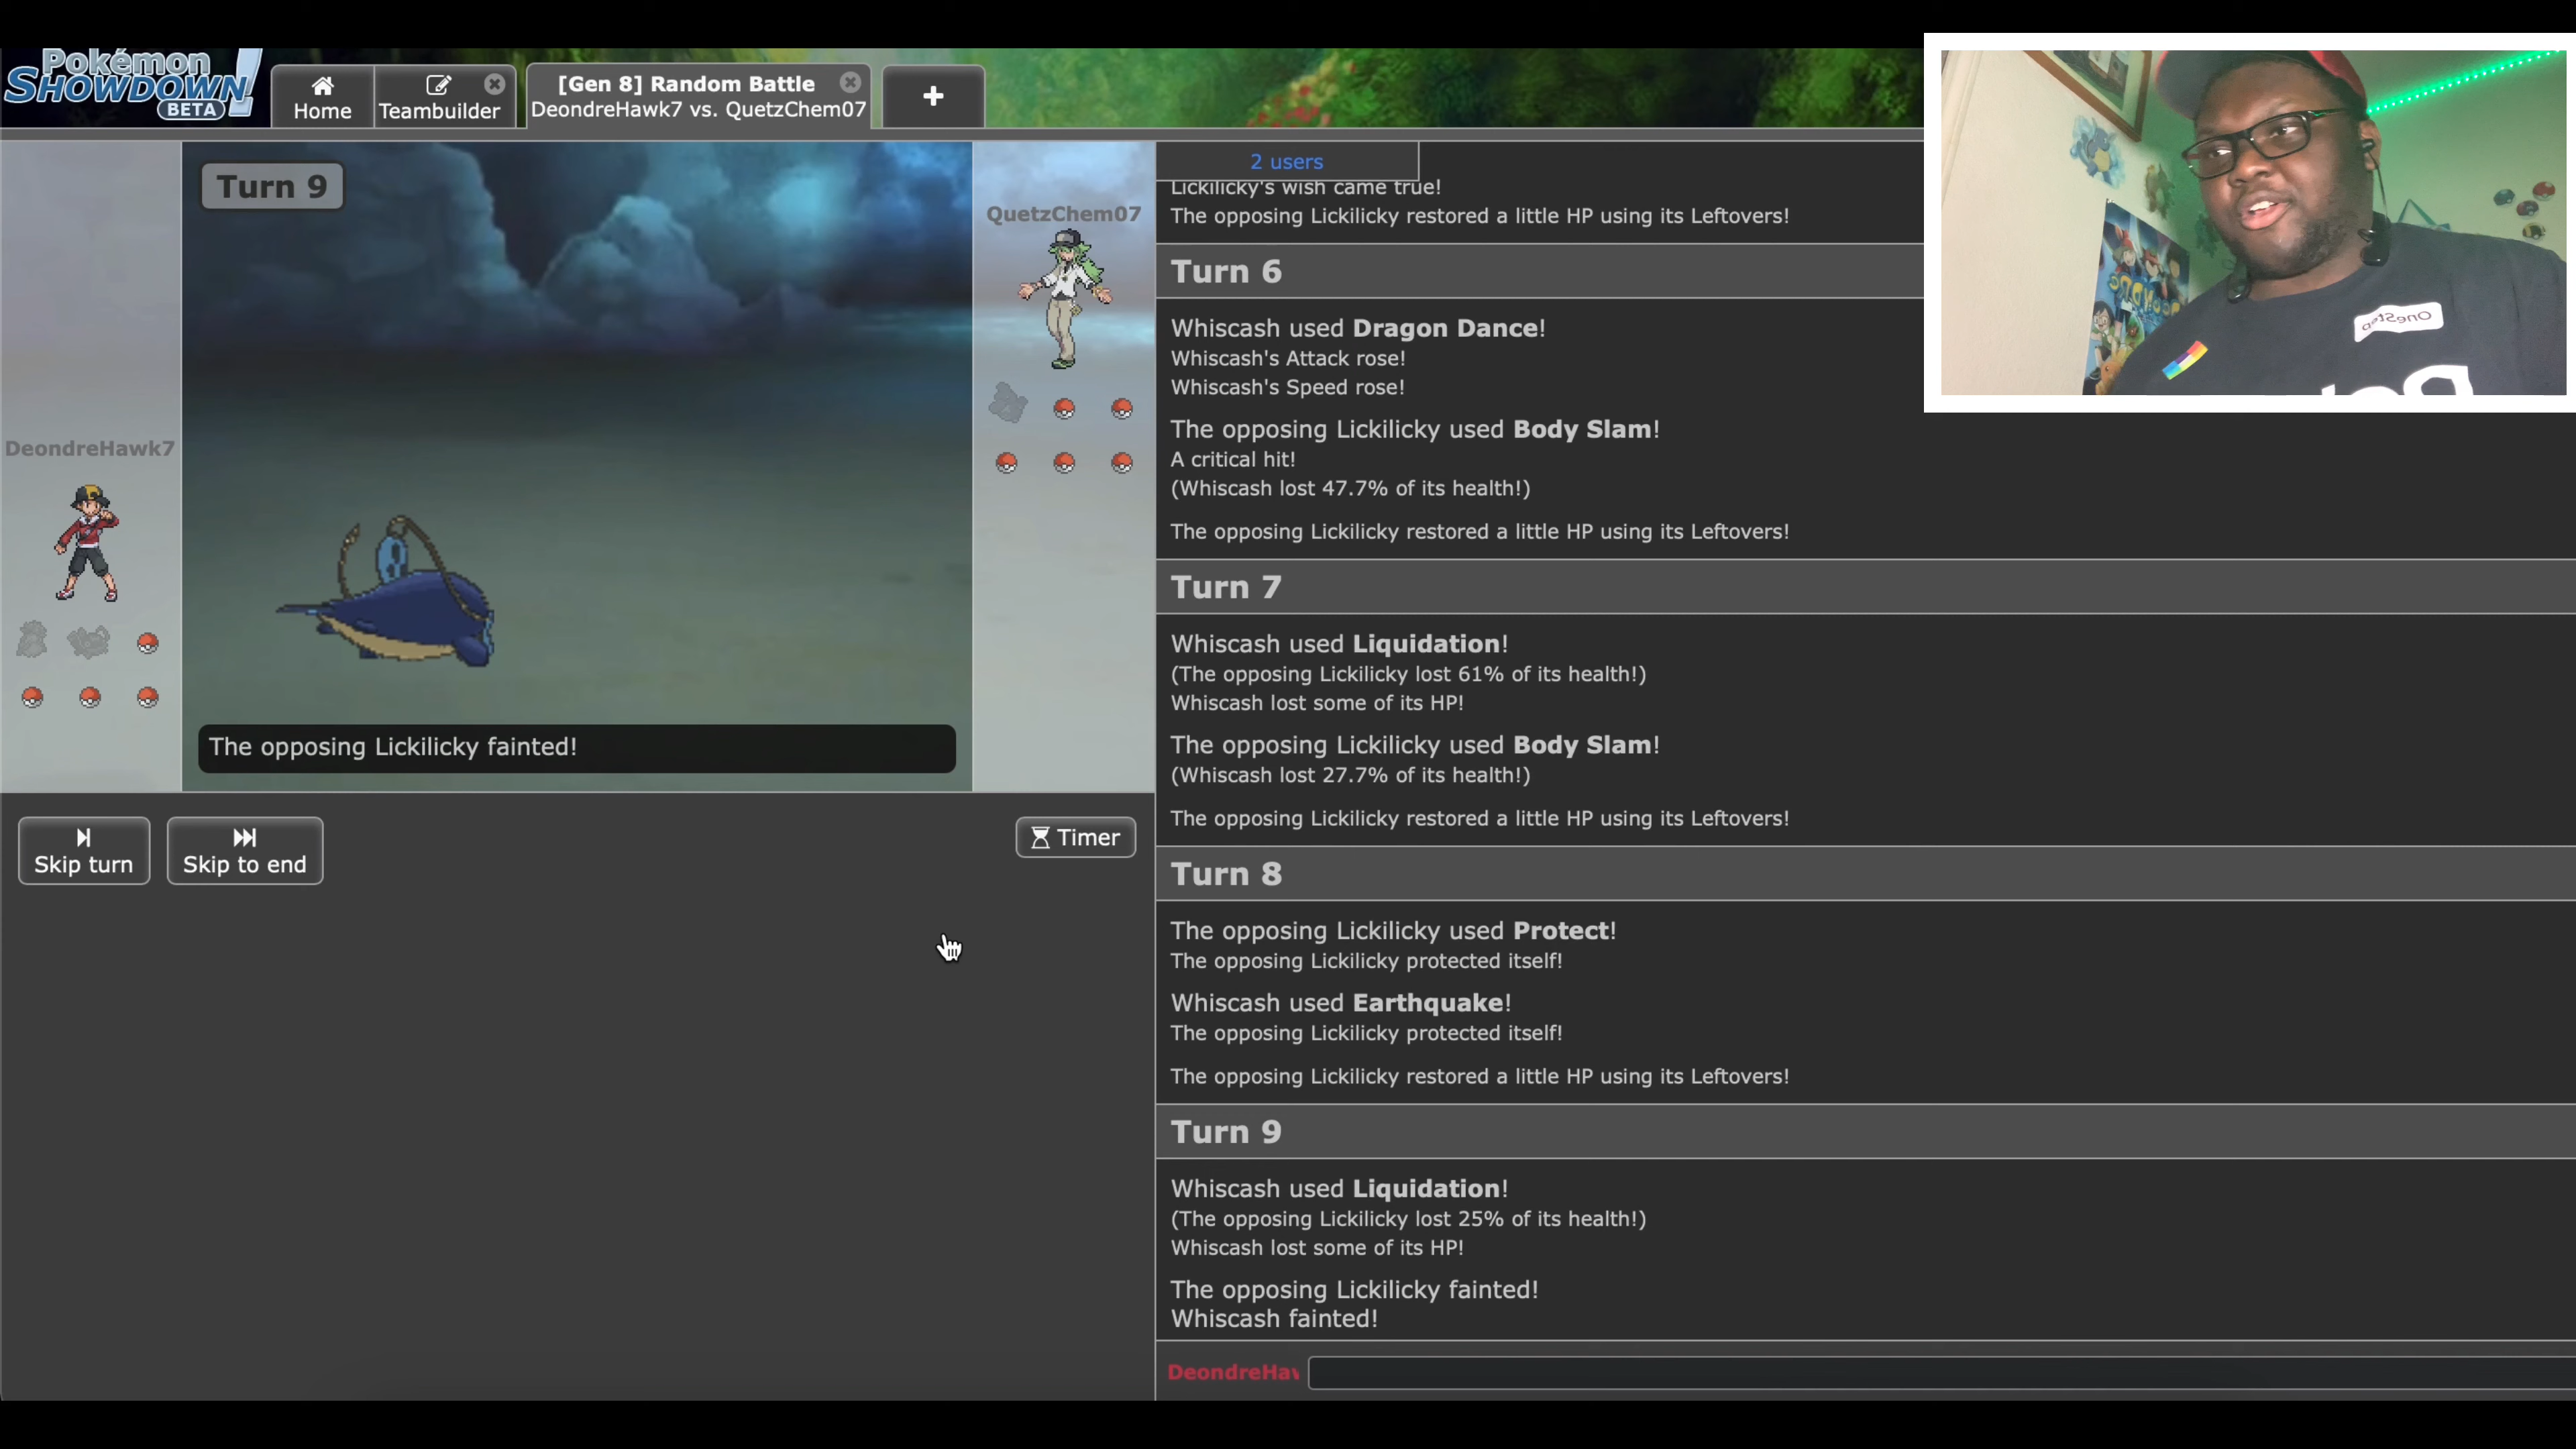 Pokémon
SHOWDOWN!
BETA
Home
Teambuilder
[Gen 8] Random Battle
DeondreHawk7 vs. QuetzChem07
+
Turn 9
QuetzChem07
DeondreHawk7
The opposing Lickilicky fainted!
Skip turn
Skip to end
Timer
2 users
Lickilicky's wish came true!
The opposing Lickilicky restored a little HP using its Leftovers!
Turn 6
Whiscash used Dragon Dance!
Whiscash's Attack rose!
Whiscash's Speed rose!
The opposing Lickilicky used Body Slam!
A critical hit!
(Whiscash lost 47.7% of its health!)
The opposing Lickilicky restored a little HP using its Leftovers!
Turn 7
Whiscash used Liquidation!
(The opposing Lickilicky lost 61% of its health!)
Whiscash lost some of its HP!
The opposing Lickilicky used Body Slam!
(Whiscash lost 27.7% of its health!)
The opposing Lickilicky restored a little HP using its Leftovers!
Turn 8
The opposing Lickilicky used Protect!
The opposing Lickilicky protected itself!
Whiscash used Earthquake!
The opposing Lickilicky protected itself!
The opposing Lickilicky restored a little HP using its Leftovers!
Turn 9
Whiscash used Liquidation!
(The opposing Lickilicky lost 25% of its health!)
Whiscash lost some of its HP!
The opposing Lickilicky fainted!
Whiscash fainted!
DeondreHaw